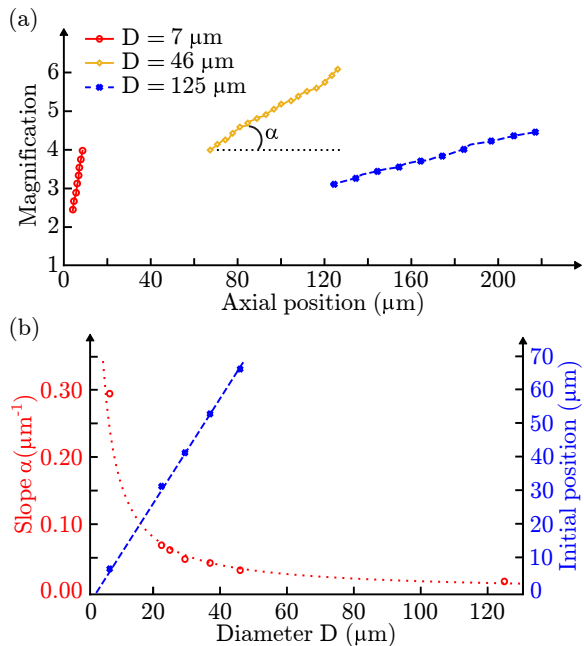 (a)
D = 7 μm
D = 46 μm
D = 125 μm
Magnification
6
5
4
3
2
1
α
0
40
80
120
160
200
Axial position (μm)
(b)
Slope α (μm⁻¹)
0.30
0.20
0.10
0.00
70
60
50
40
30
20
10
0
Initial position (μm)
0
20
40
60
80
100
120
Diameter D (μm)